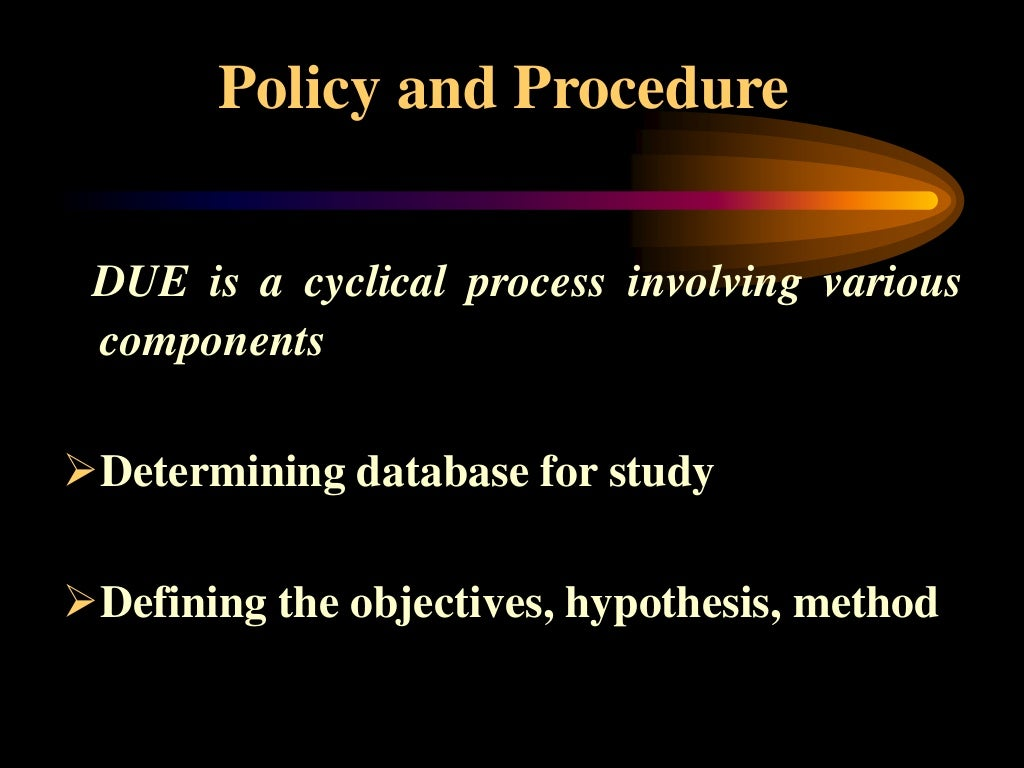 Policy and Procedure
DUE is a cyclical process involving various
components
➢Determining database for study
➢Defining the objectives, hypothesis, method